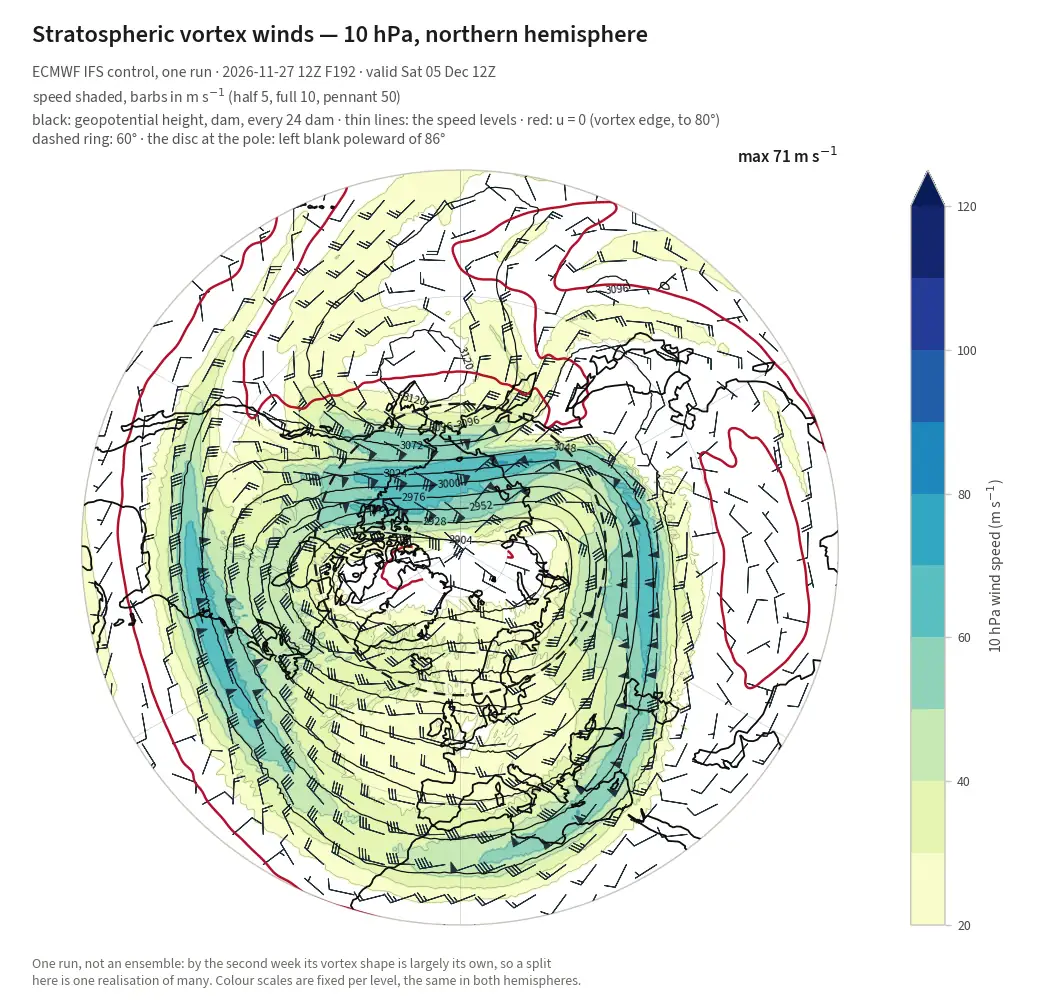 Stratospheric vortex winds — 10 hPa, northern hemisphere
ECMWF IFS control, one run · 2026-11-27 12Z F192 · valid Sat 05 Dec 12Z
speed shaded, barbs in m s⁻¹ (half 5, full 10, pennant 50)
black: geopotential height, dam, every 24 dam · thin lines: the speed levels · red: u = 0 (vortex edge, to 80°)
dashed ring: 60° · the disc at the pole: left blank poleward of 86°
max 71 m s⁻¹
120
100
80
60
40
20
10 hPa wind speed (m s⁻¹)
3096
3120
3120
3096
3072
3048
3024
3000
2976
2952
2928
2904
One run, not an ensemble: by the second week its vortex shape is largely its own, so a split
here is one realisation of many. Colour scales are fixed per level, the same in both hemispheres.